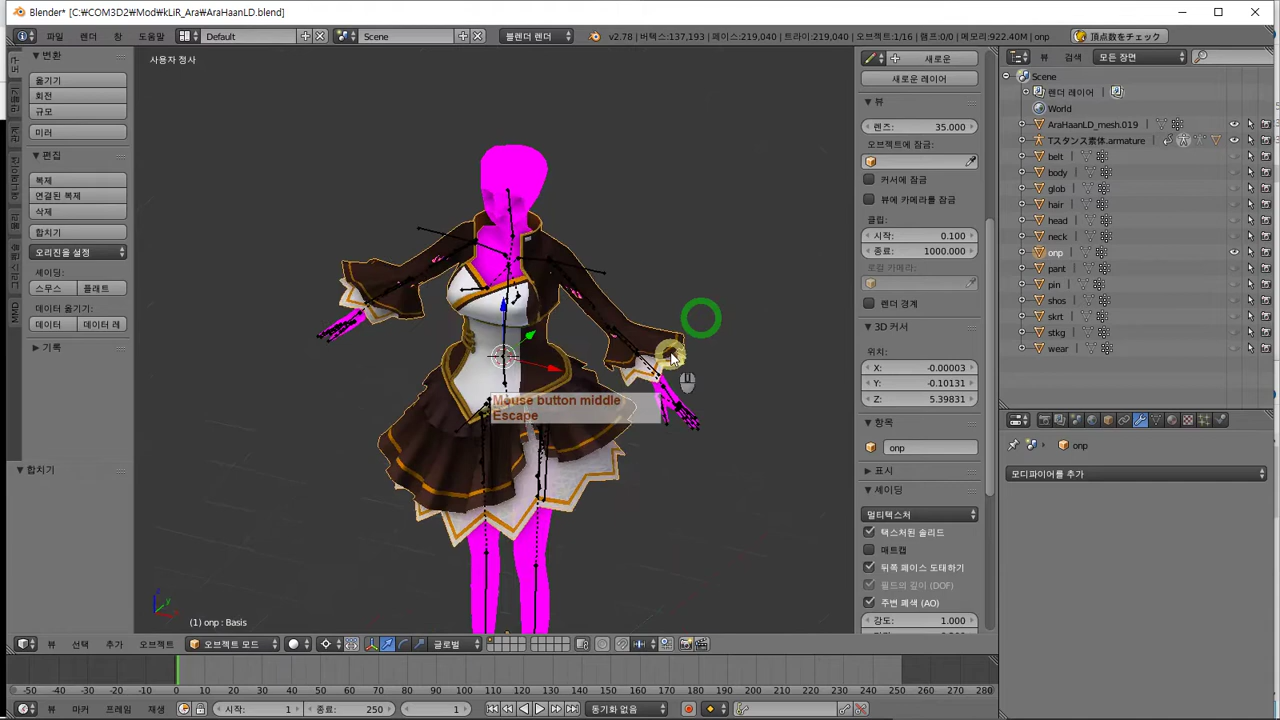 Blender* [C:₩COM3D2₩Mod₩kLiR_Ara₩AraHaanLD.blend]
파일 렌더 창 도움말 Default Scene 블렌더 렌더 v2.78 | 버텍스:137,193 | 페이스:219,040 | 트라이:219,040 | 오브젝트:1/16 | 램프:0/0 | 메모리:922.40M | onp 頂点数をチェック
변환
옮기기
회전
규모
미러
편집
복제
연결된 복제
삭제
합치기
오리진을 설정
셰이딩:
스무스 플래트
데이터 옮기기:
데이터 데이터 레
기록
합치기
애니메이션
MMD
사용자 정사
Mouse button middle
Escape
(1) onp : Basis
새로운
새로운 레이어
뷰
렌즈: 35.000
오브젝트에 잠금:
커서에 잠금
뷰에 카메라를 잠금
클립:
시작: 0.100
종료: 1000.000
로컬 카메라:
렌더 경계
3D 커서
위치:
X: -0.00003
Y: -0.10131
Z: 5.39831
항목
onp
표시
셰이딩
멀티텍스처
텍스처된 솔리드
매트캡
뒤쪽 페이스 도태하기
필드의 깊이 (DOF)
주변 폐색 (AO)
강도: 1.000
뷰 검색 모든 장면
Scene
렌더 레이어
World
AraHaanLD_mesh.019
Tスタンス素体.armature
belt
body
glob
hair
head
neck
onp
pant
pin
shos
skrt
stkg
wear
onp
모디파이어를 추가
뷰 선택 추가 오브젝트 오브젝트 모드 글로벌
-50 -40 -30 -20 -10 0 10 20 30 40 50 60 70 80 90 100 110 120 130 140 150 160 170 180 190 200 210 220 230 240 250 260 270 280
뷰 마커 프레임 재생 시작: 1 종료: 250 1 동기화 없음